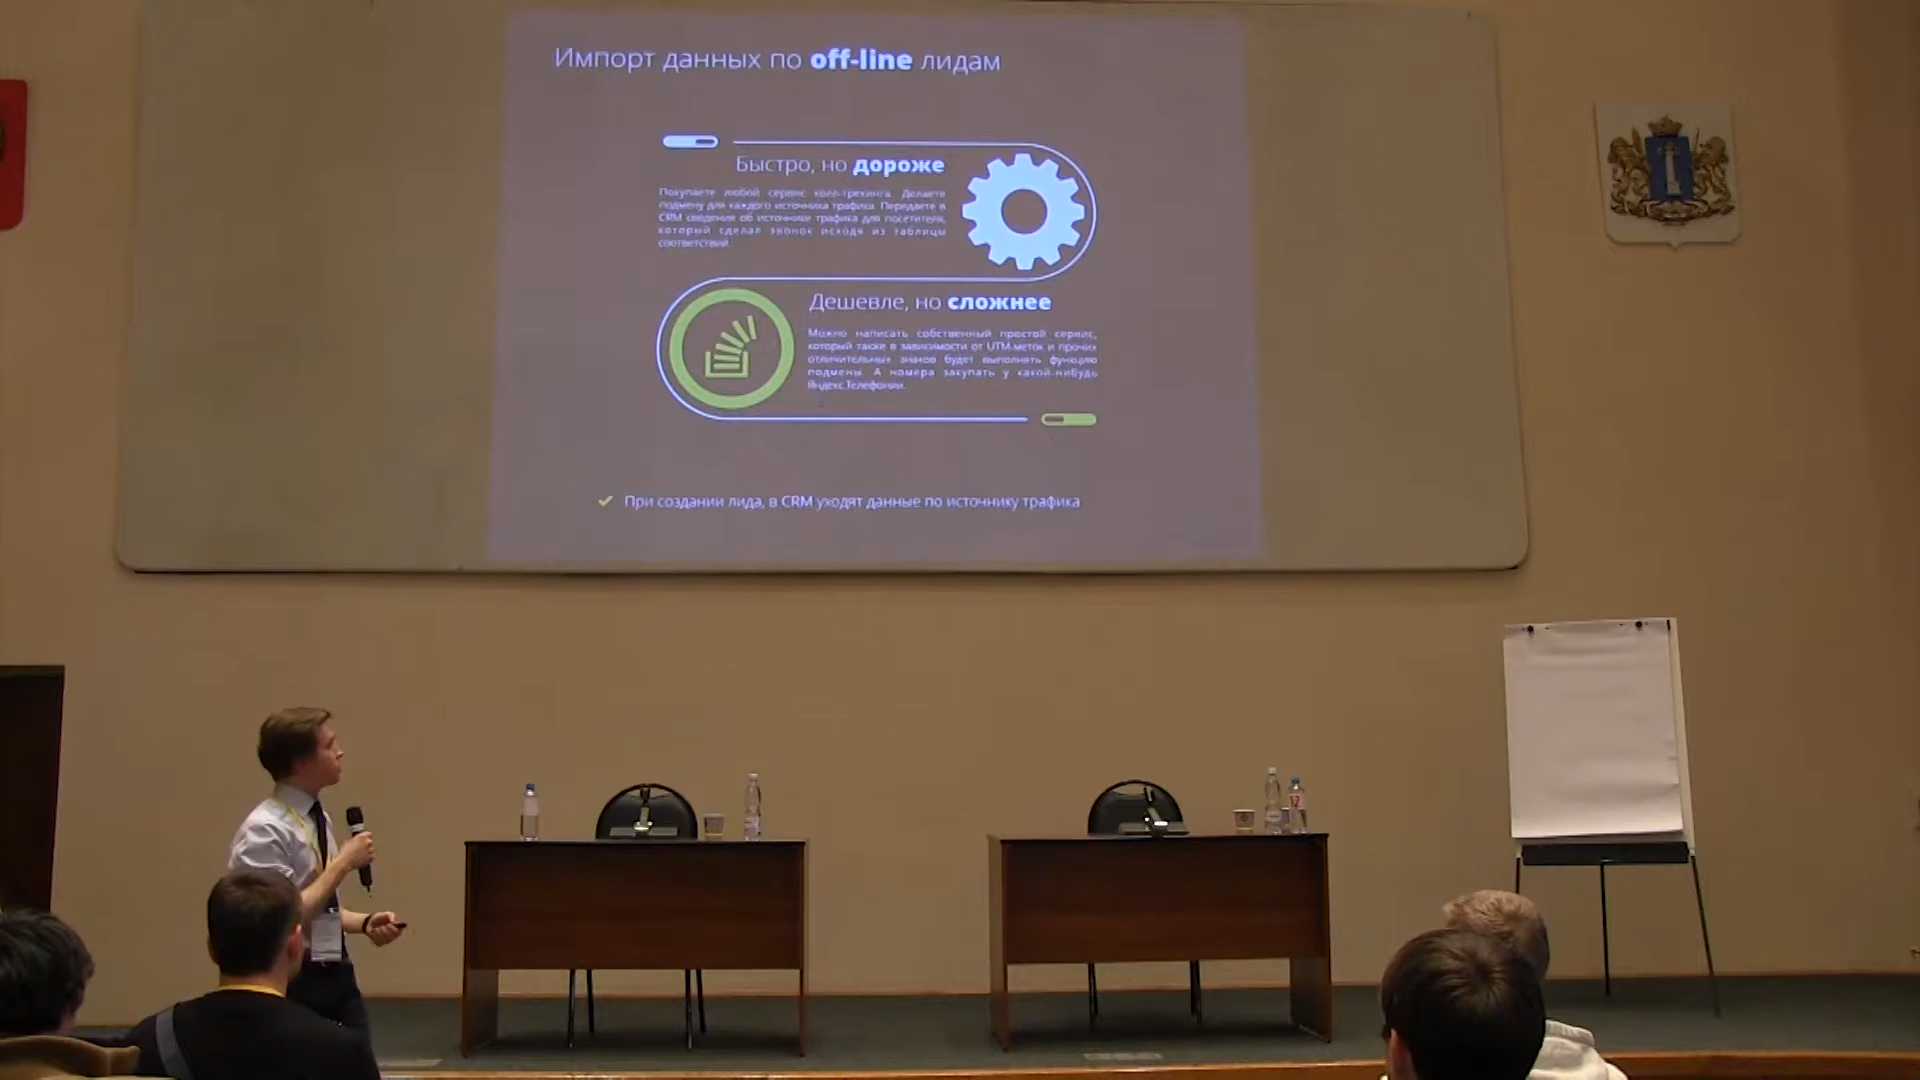 Импорт данных по off-line лидам
Быстро, но дороже
Покупаете любой сервис колл-трекинга. Делаете
подмену для каждого источника трафика. Передаете в
CRM сведения об источнике трафика для посетителя,
который сделал звонок исходя из таблицы
соответствий.
Дешевле, но сложнее
Можно написать собственный простой сервис,
который также в зависимости от UTM-меток и прочих
отличительных знаков будет выполнять функцию
подмены. А номера закупать у какой-нибудь
Яндекс.Телефонии.
При создании лида, в CRM уходят данные по источнику трафика